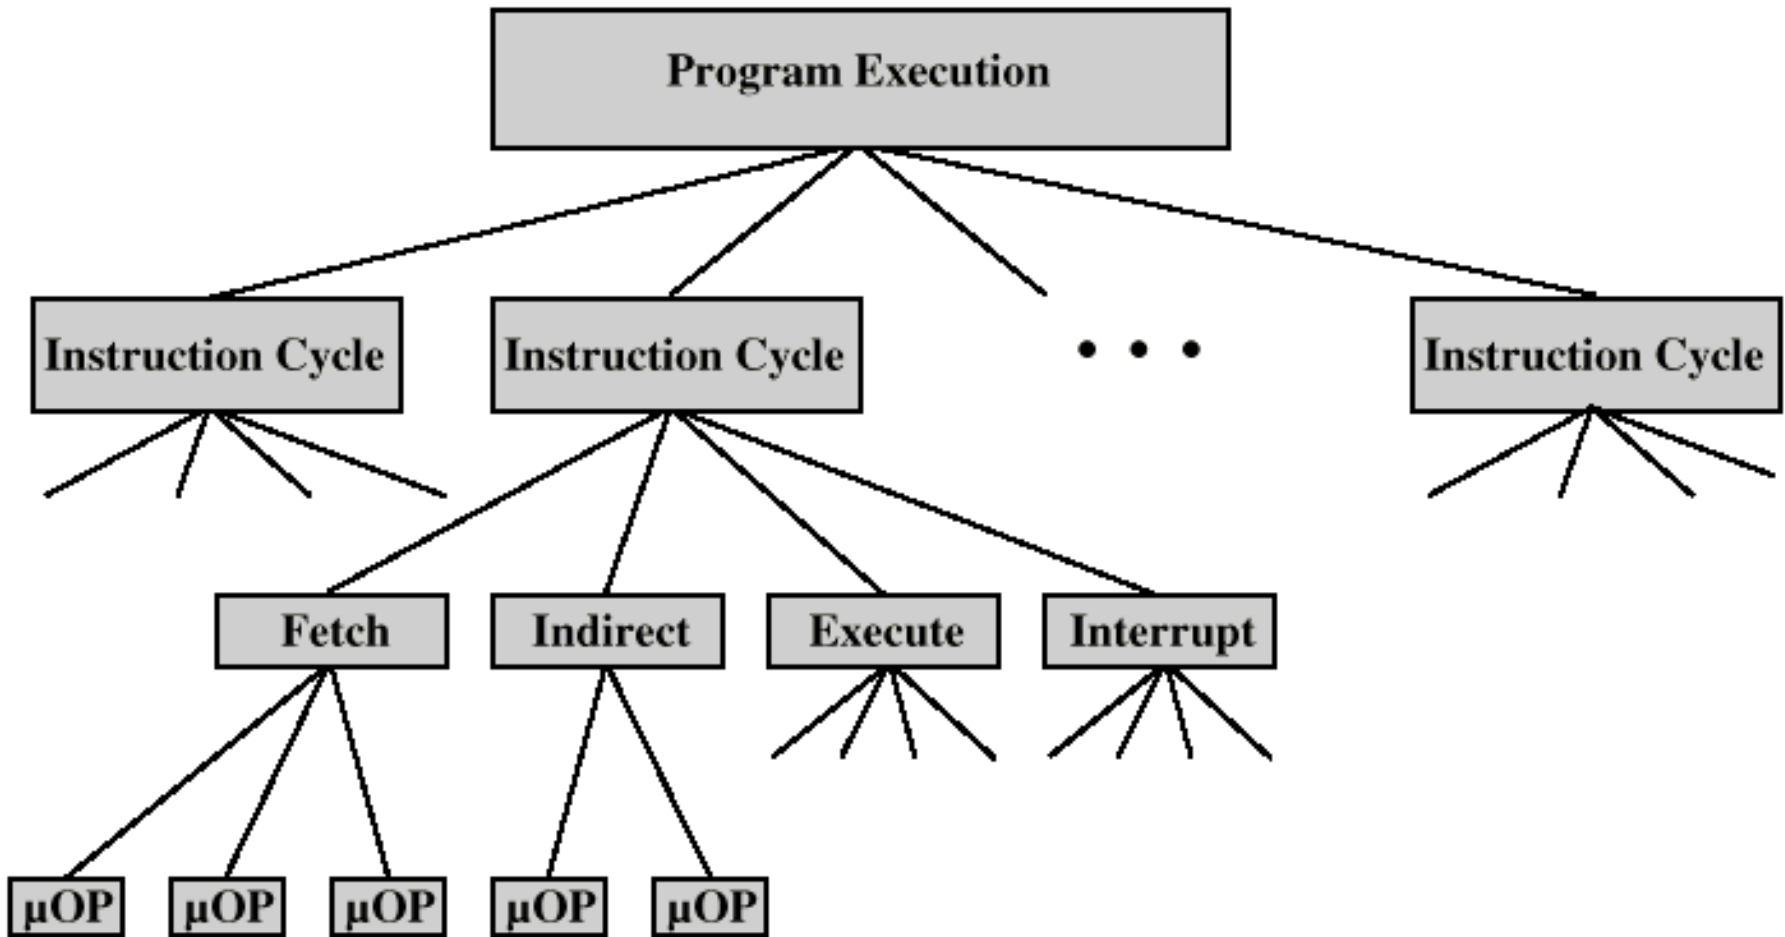 Program Execution
Instruction Cycle
Instruction Cycle
• • •
Instruction Cycle
Fetch
Indirect
Execute
Interrupt
µOP
µOP
µOP
µOP
µOP